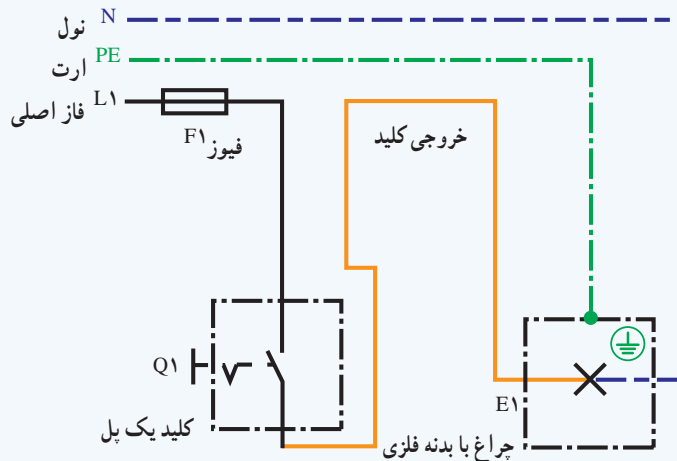 نول N
ارت PE
فاز اصلی L۱
فیوز F۱
خروجی کلید
Q۱
کلید یک پل
E۱
چراغ با بدنه فلزی